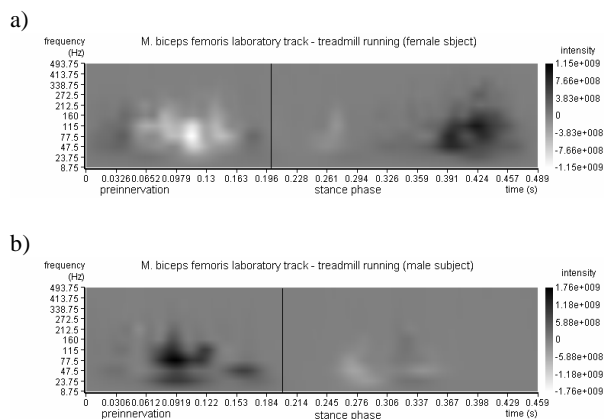 a)
frequency
(Hz)
M. biceps femoris laboratory track - treadmill running (female sbject)
intensity
493.75
413.75
338.75
272.5
212.5
160
115
77.5
47.5
23.75
8.75
1.15e+009
7.66e+008
3.83e+008
-3.83e+008
-7.66e+008
-1.15e+009
0 0.0326 0.0652 0.0979 0.13 0.163 0.196 0.228 0.261 0.294 0.326 0.359 0.391 0.424 0.457 0.489
preinnervation stance phase time (s)
b)
frequency
(Hz)
M. biceps femoris laboratory track - treadmill running (male subject)
intensity
493.75
413.75
338.75
272.5
212.5
160
115
77.5
47.5
23.75
8.75
1.76e+009
1.18e+009
5.88e+008
-5.88e+008
-1.18e+009
-1.76e+009
0 0.0306 0.0612 0.0919 0.122 0.153 0.184 0.214 0.245 0.276 0.306 0.337 0.367 0.398 0.429 0.459
preinnervation stance phase time (s)